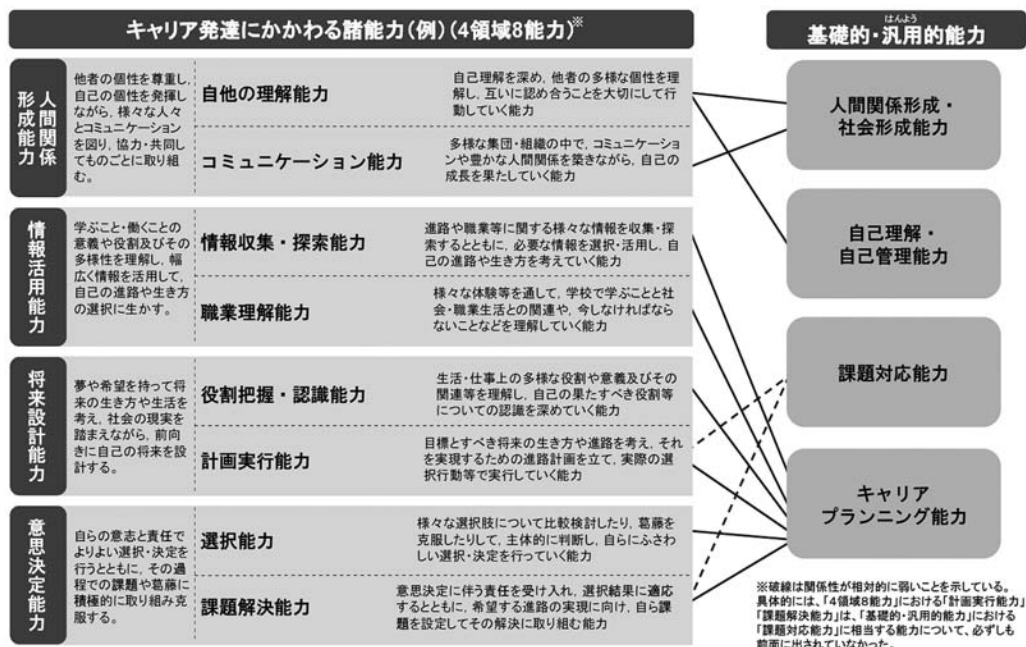 キャリア発達にかかわる諸能力(例)(4領域8能力)※
人間関係
形成能力
他者の個性を尊重し,
自己の個性を発揮し
ながら, 様々な人々
とコミュニケーション
を図り, 協力・共同し
てものごとに取り組
む。
自他の理解能力
自己理解を深め, 他者の多様な個性を理
解し, 互いに認め合うことを大切にして行
動していく能力
コミュニケーション能力
多様な集団・組織の中で, コミュニケーショ
ンや豊かな人間関係を築きながら, 自己の
成長を果たしていく能力
情報活用能力
学ぶこと・働くことの
意義や役割及びその
多様性を理解し, 幅
広く情報を活用して,
自己の進路や生き方
の選択に生かす。
情報収集・探索能力
進路や職業等に関する様々な情報を収集・探
索するとともに, 必要な情報を選択・活用し, 自
己の進路や生き方を考えていく能力
職業理解能力
様々な体験等を通して, 学校で学ぶことと社
会・職業生活との関連や, 今しなければなら
ないことなどを理解していく能力
将来設計能力
夢や希望を持って将
来の生き方や生活を
考え, 社会の現実を
踏まえながら, 前向
きに自己の将来を設
計する。
役割把握・認識能力
生活・仕事上の多様な役割や意義及びその
関連等を理解し, 自己の果たすべき役割等
についての認識を深めていく能力
計画実行能力
目標とすべき将来の生き方や進路を考え, それ
を実現するための進路計画を立て, 実際の選
択行動等で実行していく能力
意思決定能力
自らの意志と責任で
よりよい選択・決定を
行うとともに, その過
程での課題や葛藤に
積極的に取り組み克
服する。
選択能力
様々な選択肢について比較検討したり, 葛藤を
克服したりして, 主体的に判断し, 自らにふさわ
しい選択・決定を行っていく能力
課題解決能力
意思決定に伴う責任を受け入れ, 選択結果に適応
するとともに, 希望する進路の実現に向け, 自ら課
題を設定してその解決に取り組む能力
はんよう
基礎的・汎用的能力
人間関係形成・
社会形成能力
自己理解・
自己管理能力
課題対応能力
キャリア
プランニング能力
※破線は関係性が相対的に弱いことを示している。
具体的には、「4領域8能力」における「計画実行能力」
「課題解決能力」は、「基礎的・汎用的能力」における
「課題対応能力」に相当する能力について、必ずしも
前面に出されていなかった。